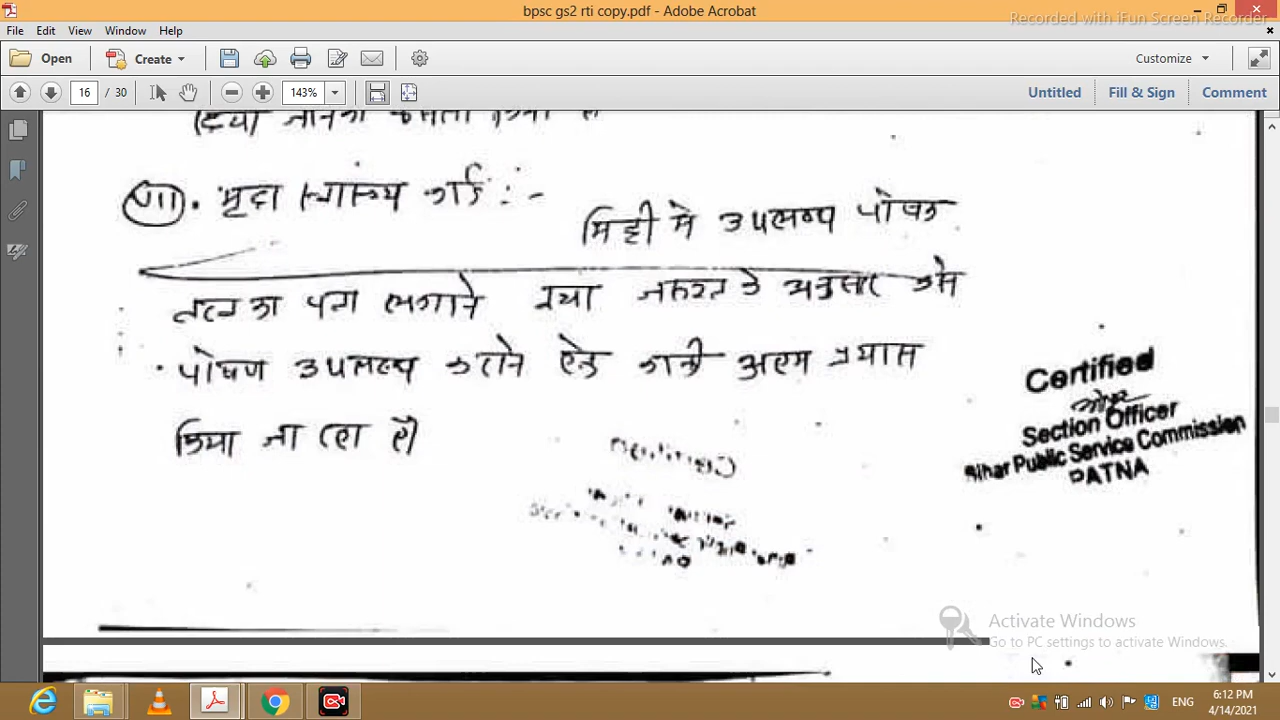 bpsc gs2 rti copy.pdf - Adobe Acrobat
Recorded with iFun Screen Recorder
File Edit View Window Help
Open Create Customize
16 / 30 143% Untitled Fill & Sign Comment
VII. मृदा स्वास्थ्य कार्ड :-
मिट्टी में उपलब्ध पोषक
तत्व का पता लगाने तथा जरूरत के अनुसार उसे
पोषण उपलब्ध कराने हेतु काफी अहम प्रयास
किया जा रहा है।
Certified
Section Officer
Bihar Public Service Commission
PATNA
Activate Windows
Go to PC settings to activate Windows.
ENG
6:12 PM
4/14/2021